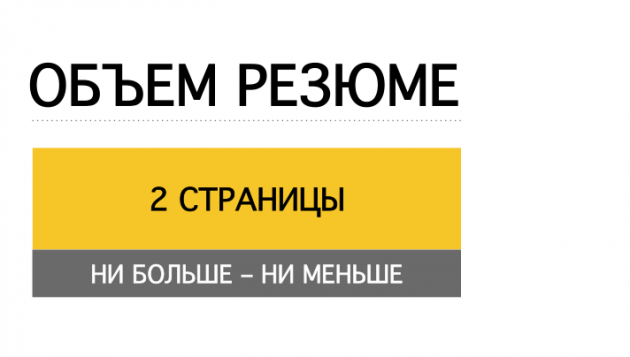 ОБЪЕМ РЕЗЮМЕ
2 СТРАНИЦЫ
НИ БОЛЬШЕ – НИ МЕНЬШЕ